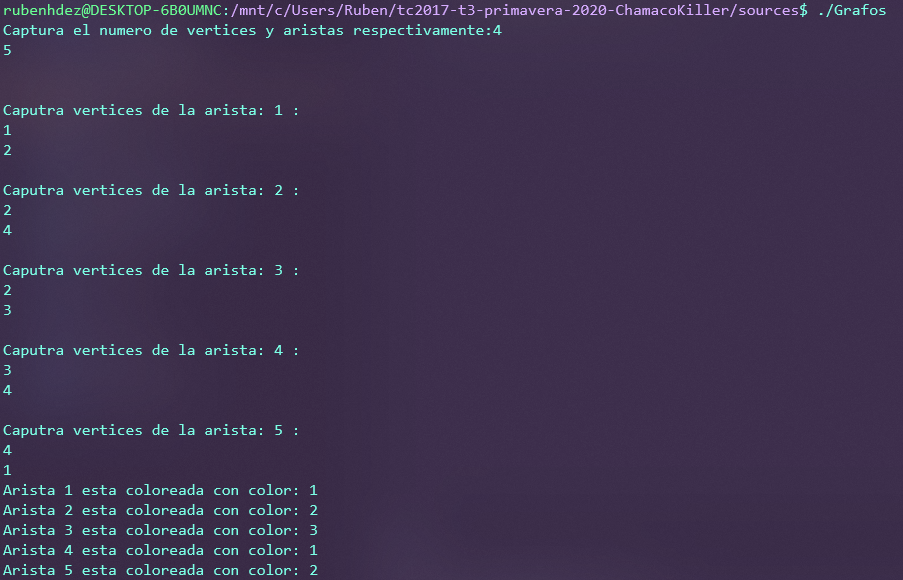 rubenhdez@DESKTOP-6B0UMNC:/mnt/c/Users/Ruben/tc2017-t3-primavera-2020-ChamacoKiller/sources$ ./Grafos
Captura el numero de vertices y aristas respectivamente:4
5
Caputra vertices de la arista: 1 :
1
2
Caputra vertices de la arista: 2 :
2
4
Caputra vertices de la arista: 3 :
2
3
Caputra vertices de la arista: 4 :
3
4
Caputra vertices de la arista: 5 :
4
1
Arista 1 esta coloreada con color: 1
Arista 2 esta coloreada con color: 2
Arista 3 esta coloreada con color: 3
Arista 4 esta coloreada con color: 1
Arista 5 esta coloreada con color: 2